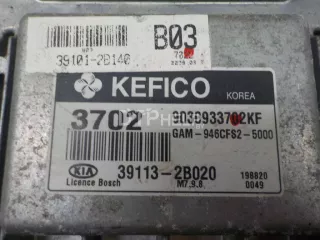 39101-2B140
B03
KEFICO
KOREA
3702
9030933702KF
GAM-946CFS2-5000
KIA
39113-2B020
Licence Bosch
M7,9.8.
198820
0049